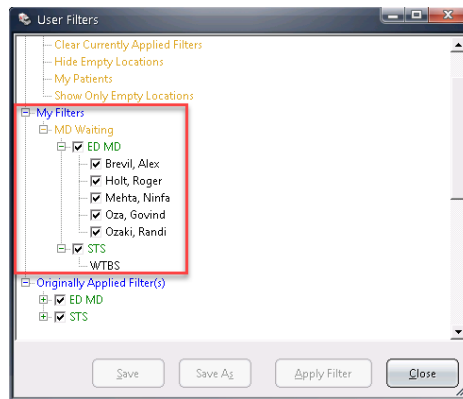 User Filters
Clear Currently Applied Filters
Hide Empty Locations
My Patients
Show Only Empty Locations
My Filters
MD Waiting
ED MD
Brevil, Alex
Holt, Roger
Mehta, Ninfa
Oza, Govind
Ozaki, Randi
STS
WTBS
Originally Applied Filter(s)
ED MD
STS
Save Save As Apply Filter Close